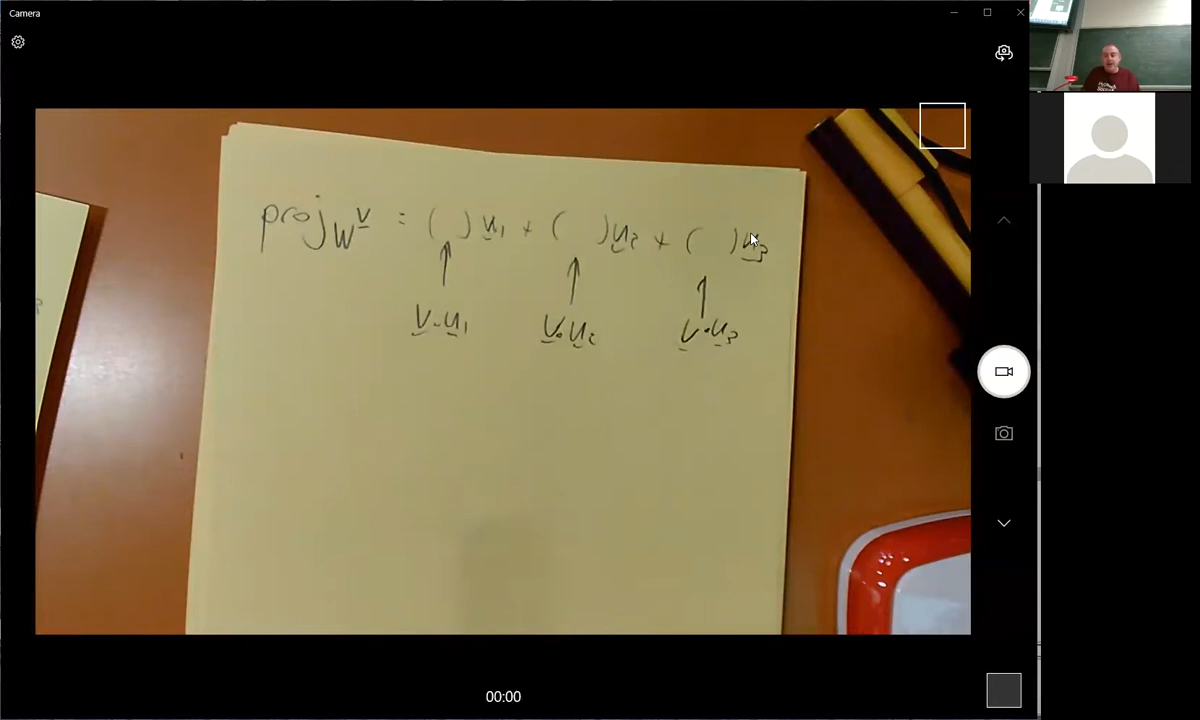 Camera
proj_W v = ( ) u₁ + ( ) u₂ + ( ) u₃
v·u₁ v·u₂ v·u₃
00:00